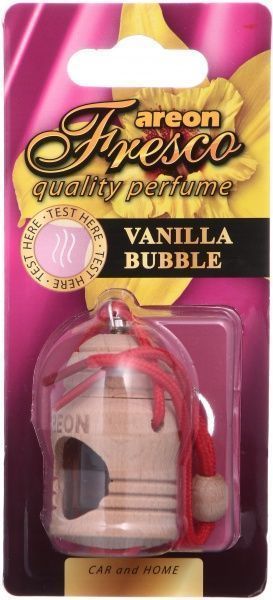 areon
Fresco
quality perfume
TEST HERE · TEST HERE · TEST HERE ·
VANILLA
BUBBLE
AREON
CAR and HOME